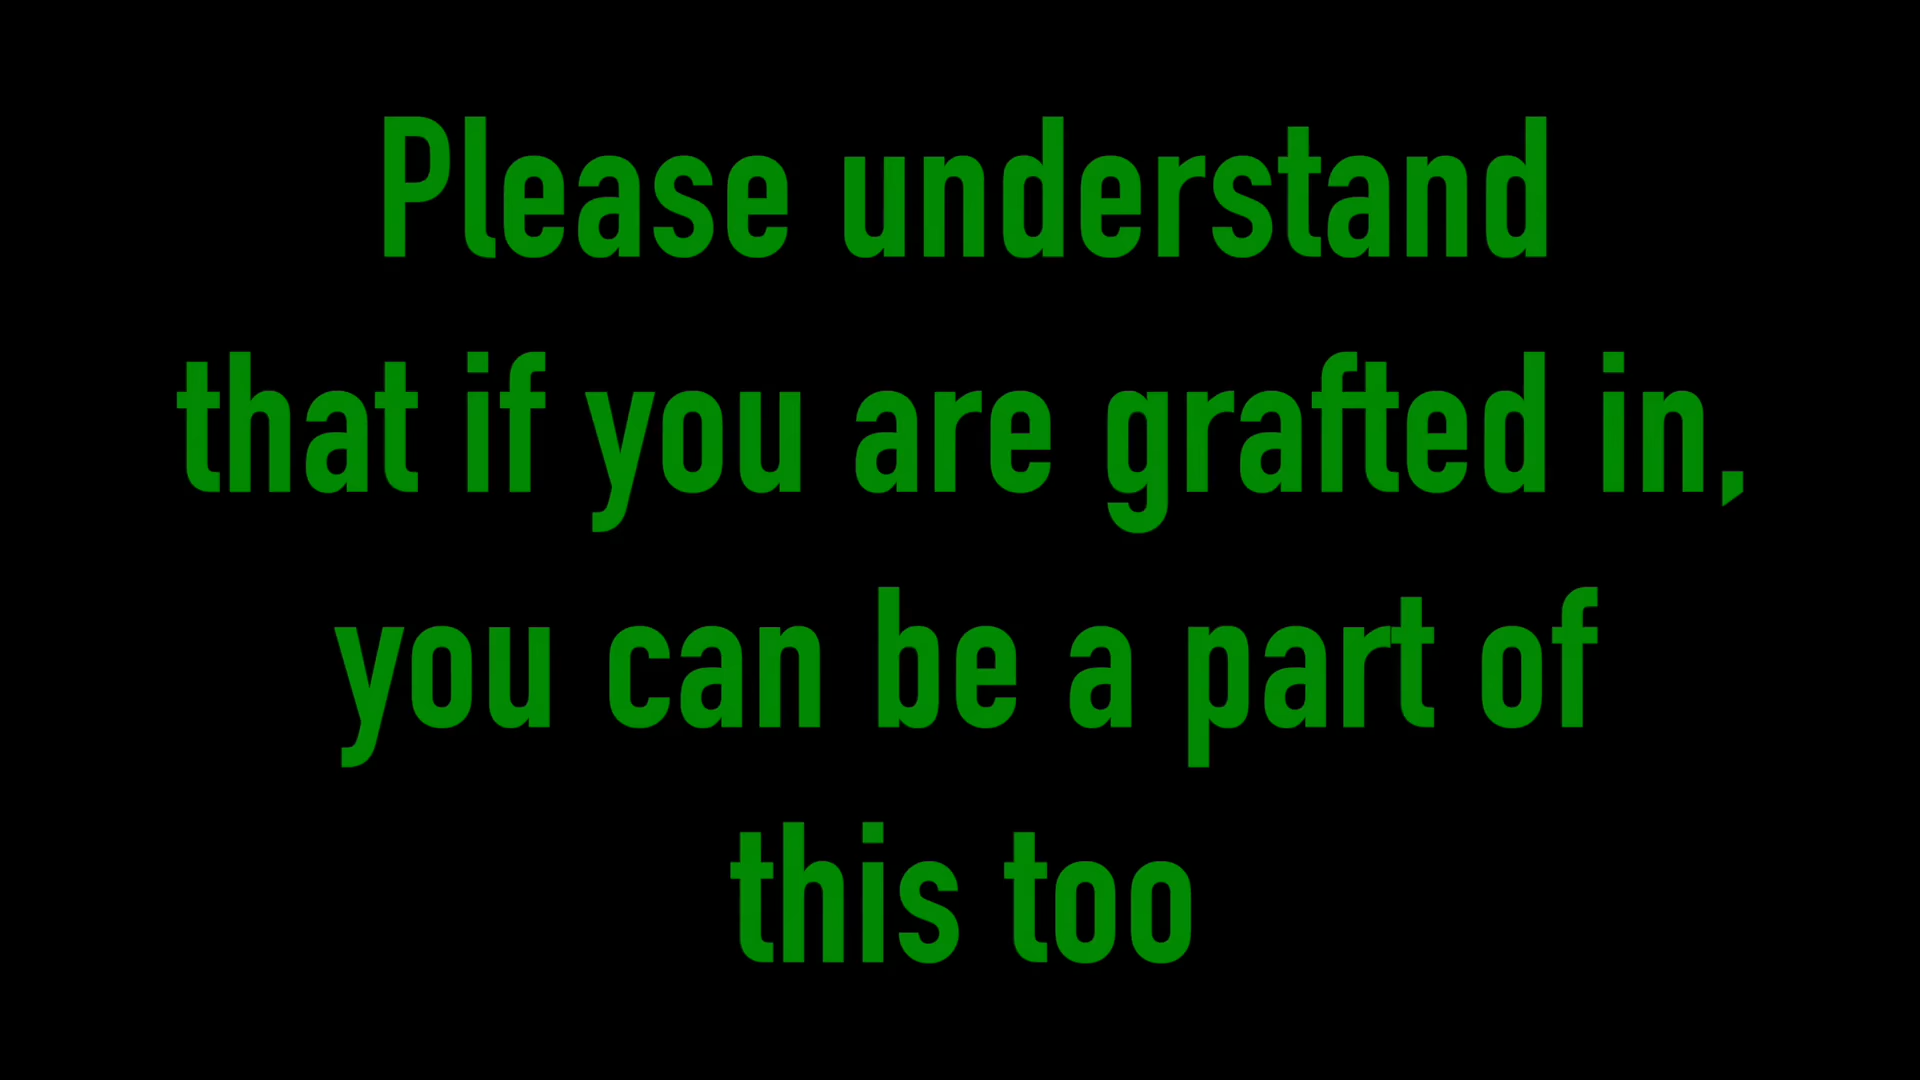 Please understand
that if you are grafted in,
you can be a part of
this too